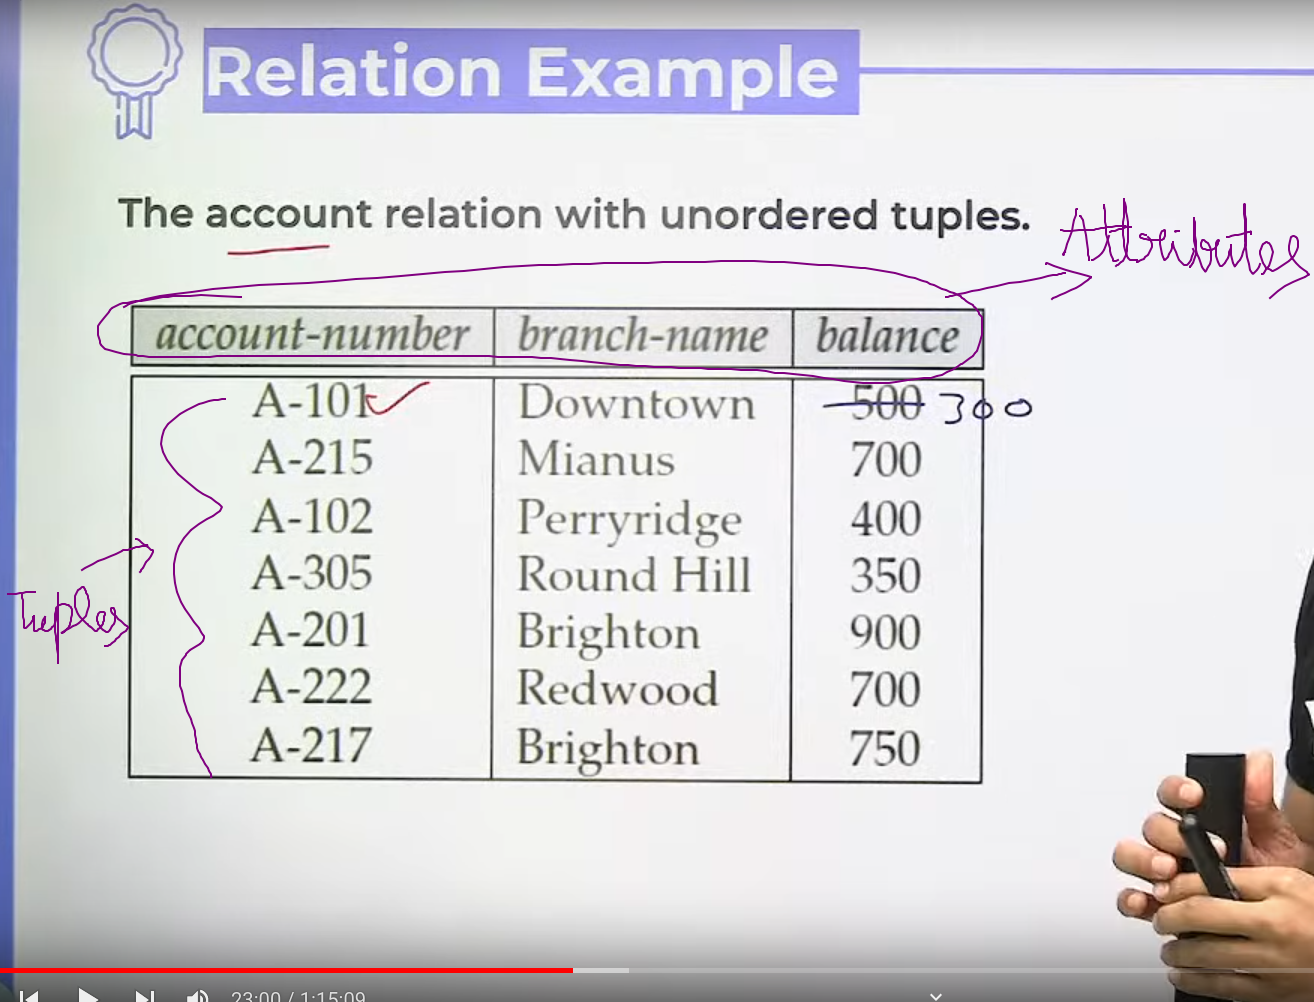 Relation Example
The account relation with unordered tuples.
Attributes
account-number branch-name balance
A-101 Downtown 500 300
A-215 Mianus 700
A-102 Perryridge 400
A-305 Round Hill 350
Tuples
A-201 Brighton 900
A-222 Redwood 700
A-217 Brighton 750
23:00 / 1:15:09